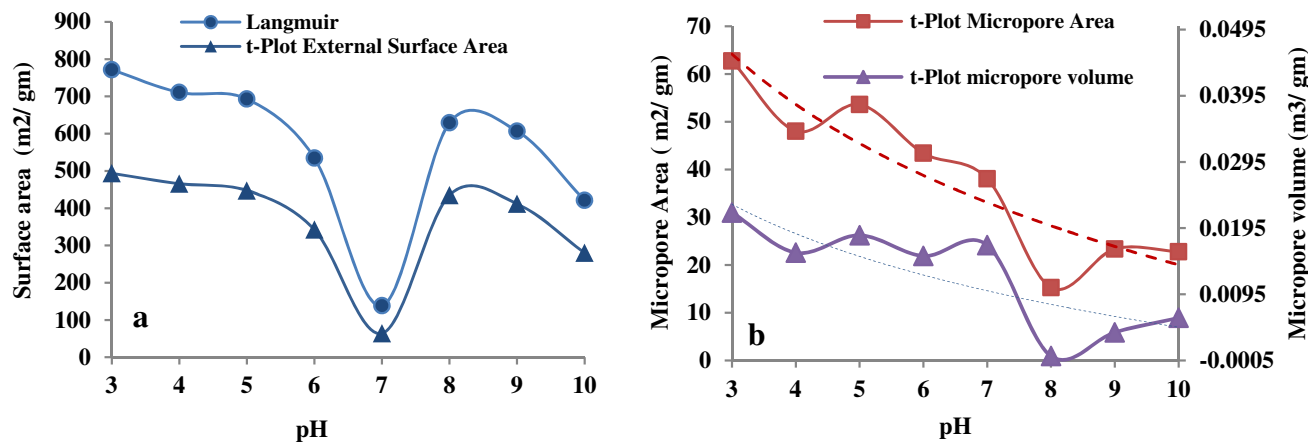 Langmuir
t-Plot External Surface Area
900
800
700
600
500
400
300
200
100
0
Surface area (m2/ gm)
a
3 4 5 6 7 8 9 10
pH
t-Plot Micropore Area
t-Plot micropore volume
70
60
50
40
30
20
10
0
Micropore Area ( m2/ gm)
b
3 4 5 6 7 8 9 10
pH
0.0495
0.0395
0.0295
0.0195
0.0095
-0.0005
Micropore volume (m3/ gm)